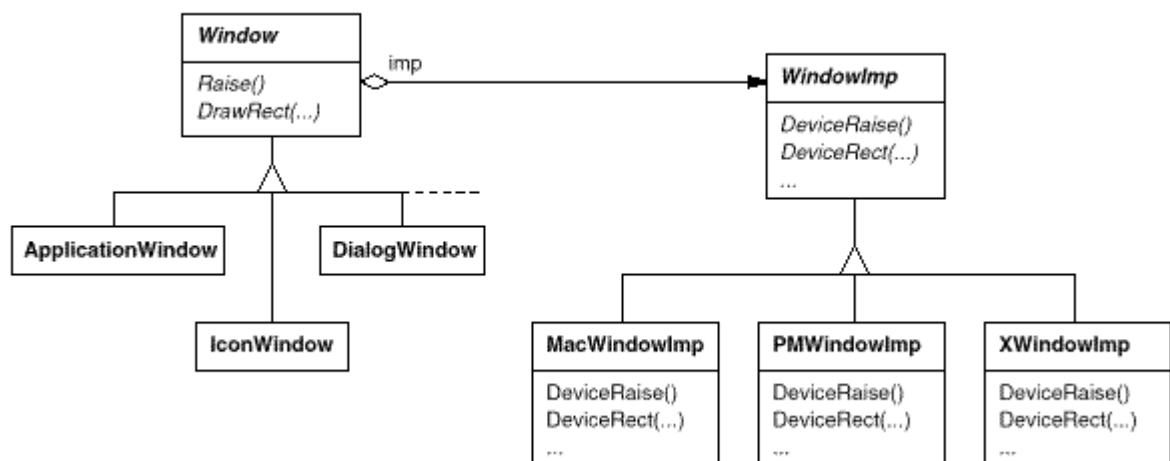 Window
Raise()
DrawRect(...)
imp
WindowImp
DeviceRaise()
DeviceRect(...)
...
ApplicationWindow
DialogWindow
IconWindow
MacWindowImp
DeviceRaise()
DeviceRect(...)
...
PMWindowImp
DeviceRaise()
DeviceRect(...)
...
XWindowImp
DeviceRaise()
DeviceRect(...)
...